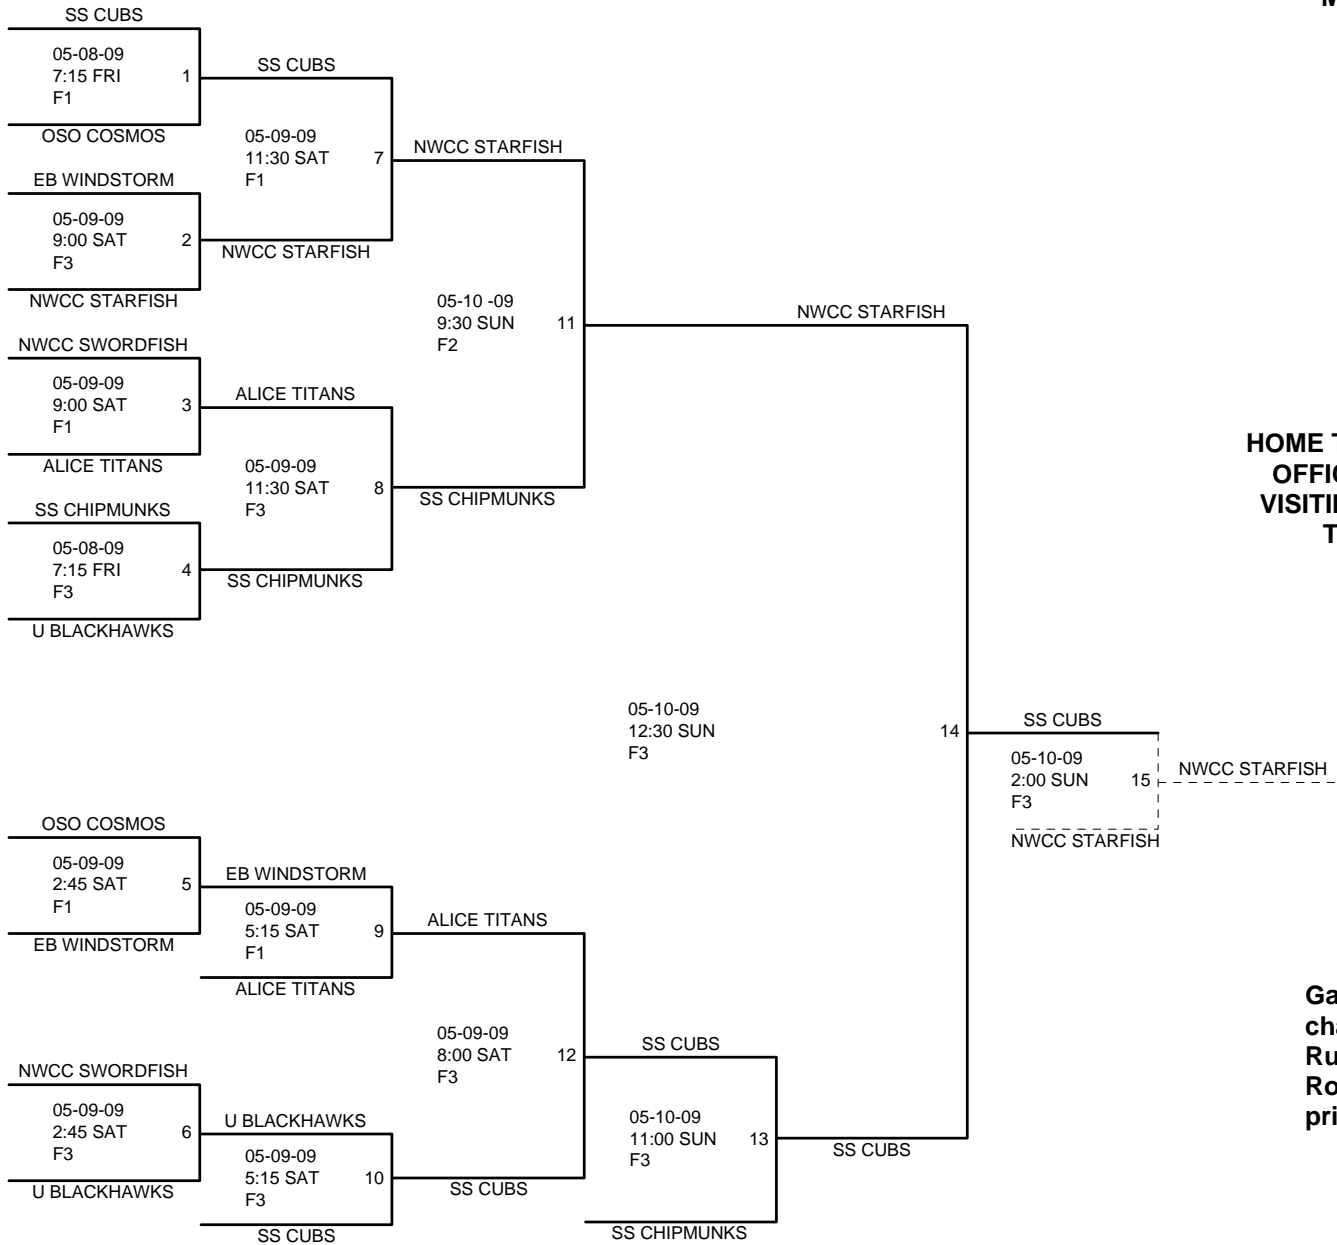 M
SS CUBS
05-08-09
7:15 FRI 1
F1
OSO COSMOS
SS CUBS
05-09-09
11:30 SAT 7
F1
NWCC STARFISH
EB WINDSTORM
05-09-09
9:00 SAT 2
F3
NWCC STARFISH
NWCC STARFISH
05-10 -09
9:30 SUN 11
F2
NWCC STARFISH
NWCC SWORDFISH
05-09-09
9:00 SAT 3
F1
ALICE TITANS
ALICE TITANS
05-09-09
11:30 SAT 8
F3
SS CHIPMUNKS
SS CHIPMUNKS
05-08-09
7:15 FRI 4
F3
U BLACKHAWKS
SS CHIPMUNKS
HOME T
OFFIC
VISITI
T
05-10-09
12:30 SUN 14
F3
SS CUBS
05-10-09
2:00 SUN 15
F3
NWCC STARFISH
NWCC STARFISH
OSO COSMOS
05-09-09
2:45 SAT 5
F1
EB WINDSTORM
EB WINDSTORM
05-09-09
5:15 SAT 9
F1
ALICE TITANS
ALICE TITANS
05-09-09
8:00 SAT 12
F3
NWCC SWORDFISH
05-09-09
2:45 SAT 6
F3
U BLACKHAWKS
U BLACKHAWKS
05-09-09
5:15 SAT 10
F3
SS CUBS
SS CUBS
SS CUBS
05-10-09
11:00 SUN 13
F3
SS CHIPMUNKS
SS CUBS
Ga
cha
Ru
Ro
pri